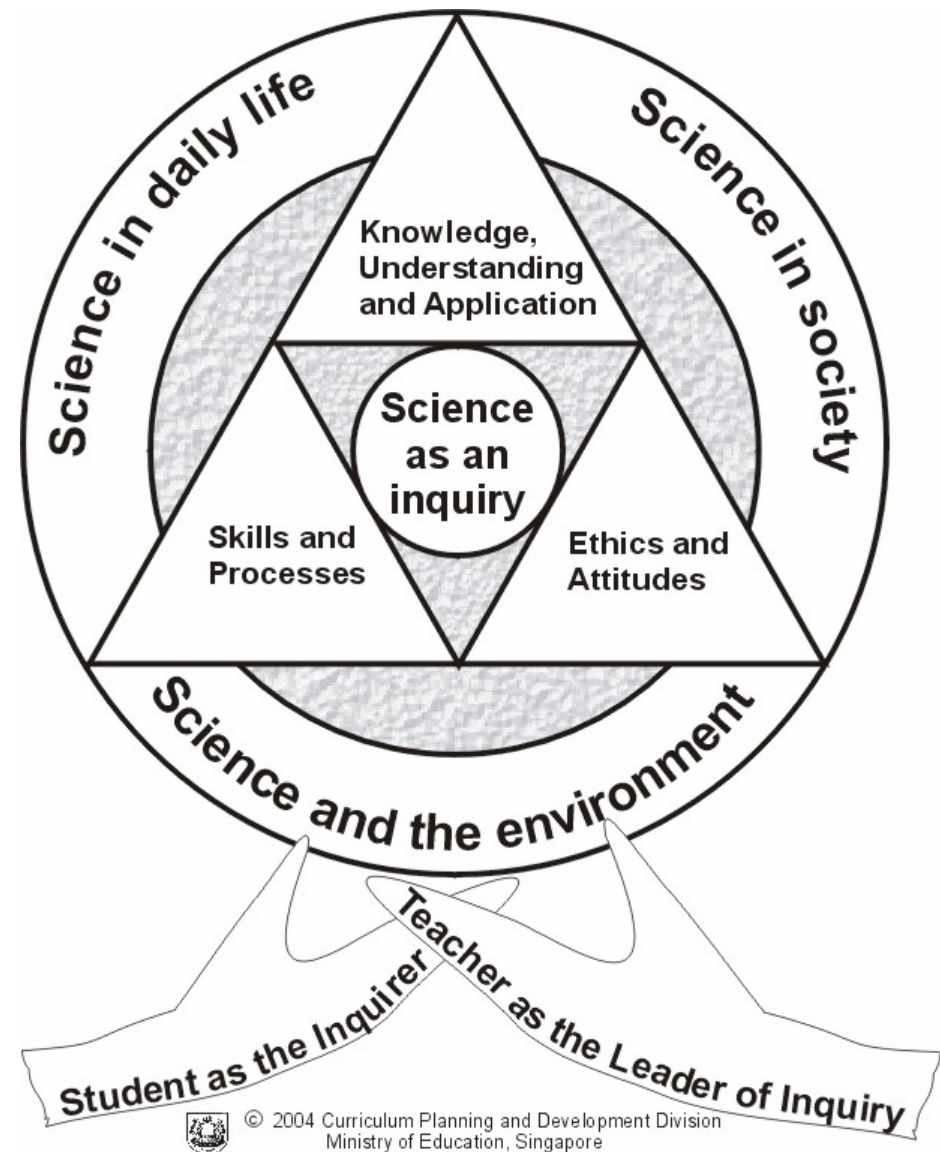 Science in daily life
Science in society
Knowledge,
Understanding
and Application
Science
as an
inquiry
Skills and
Processes
Ethics and
Attitudes
Science and the environment
Student as the Inquirer
Teacher as the Leader of Inquiry
© 2004 Curriculum Planning and Development Division
Ministry of Education, Singapore